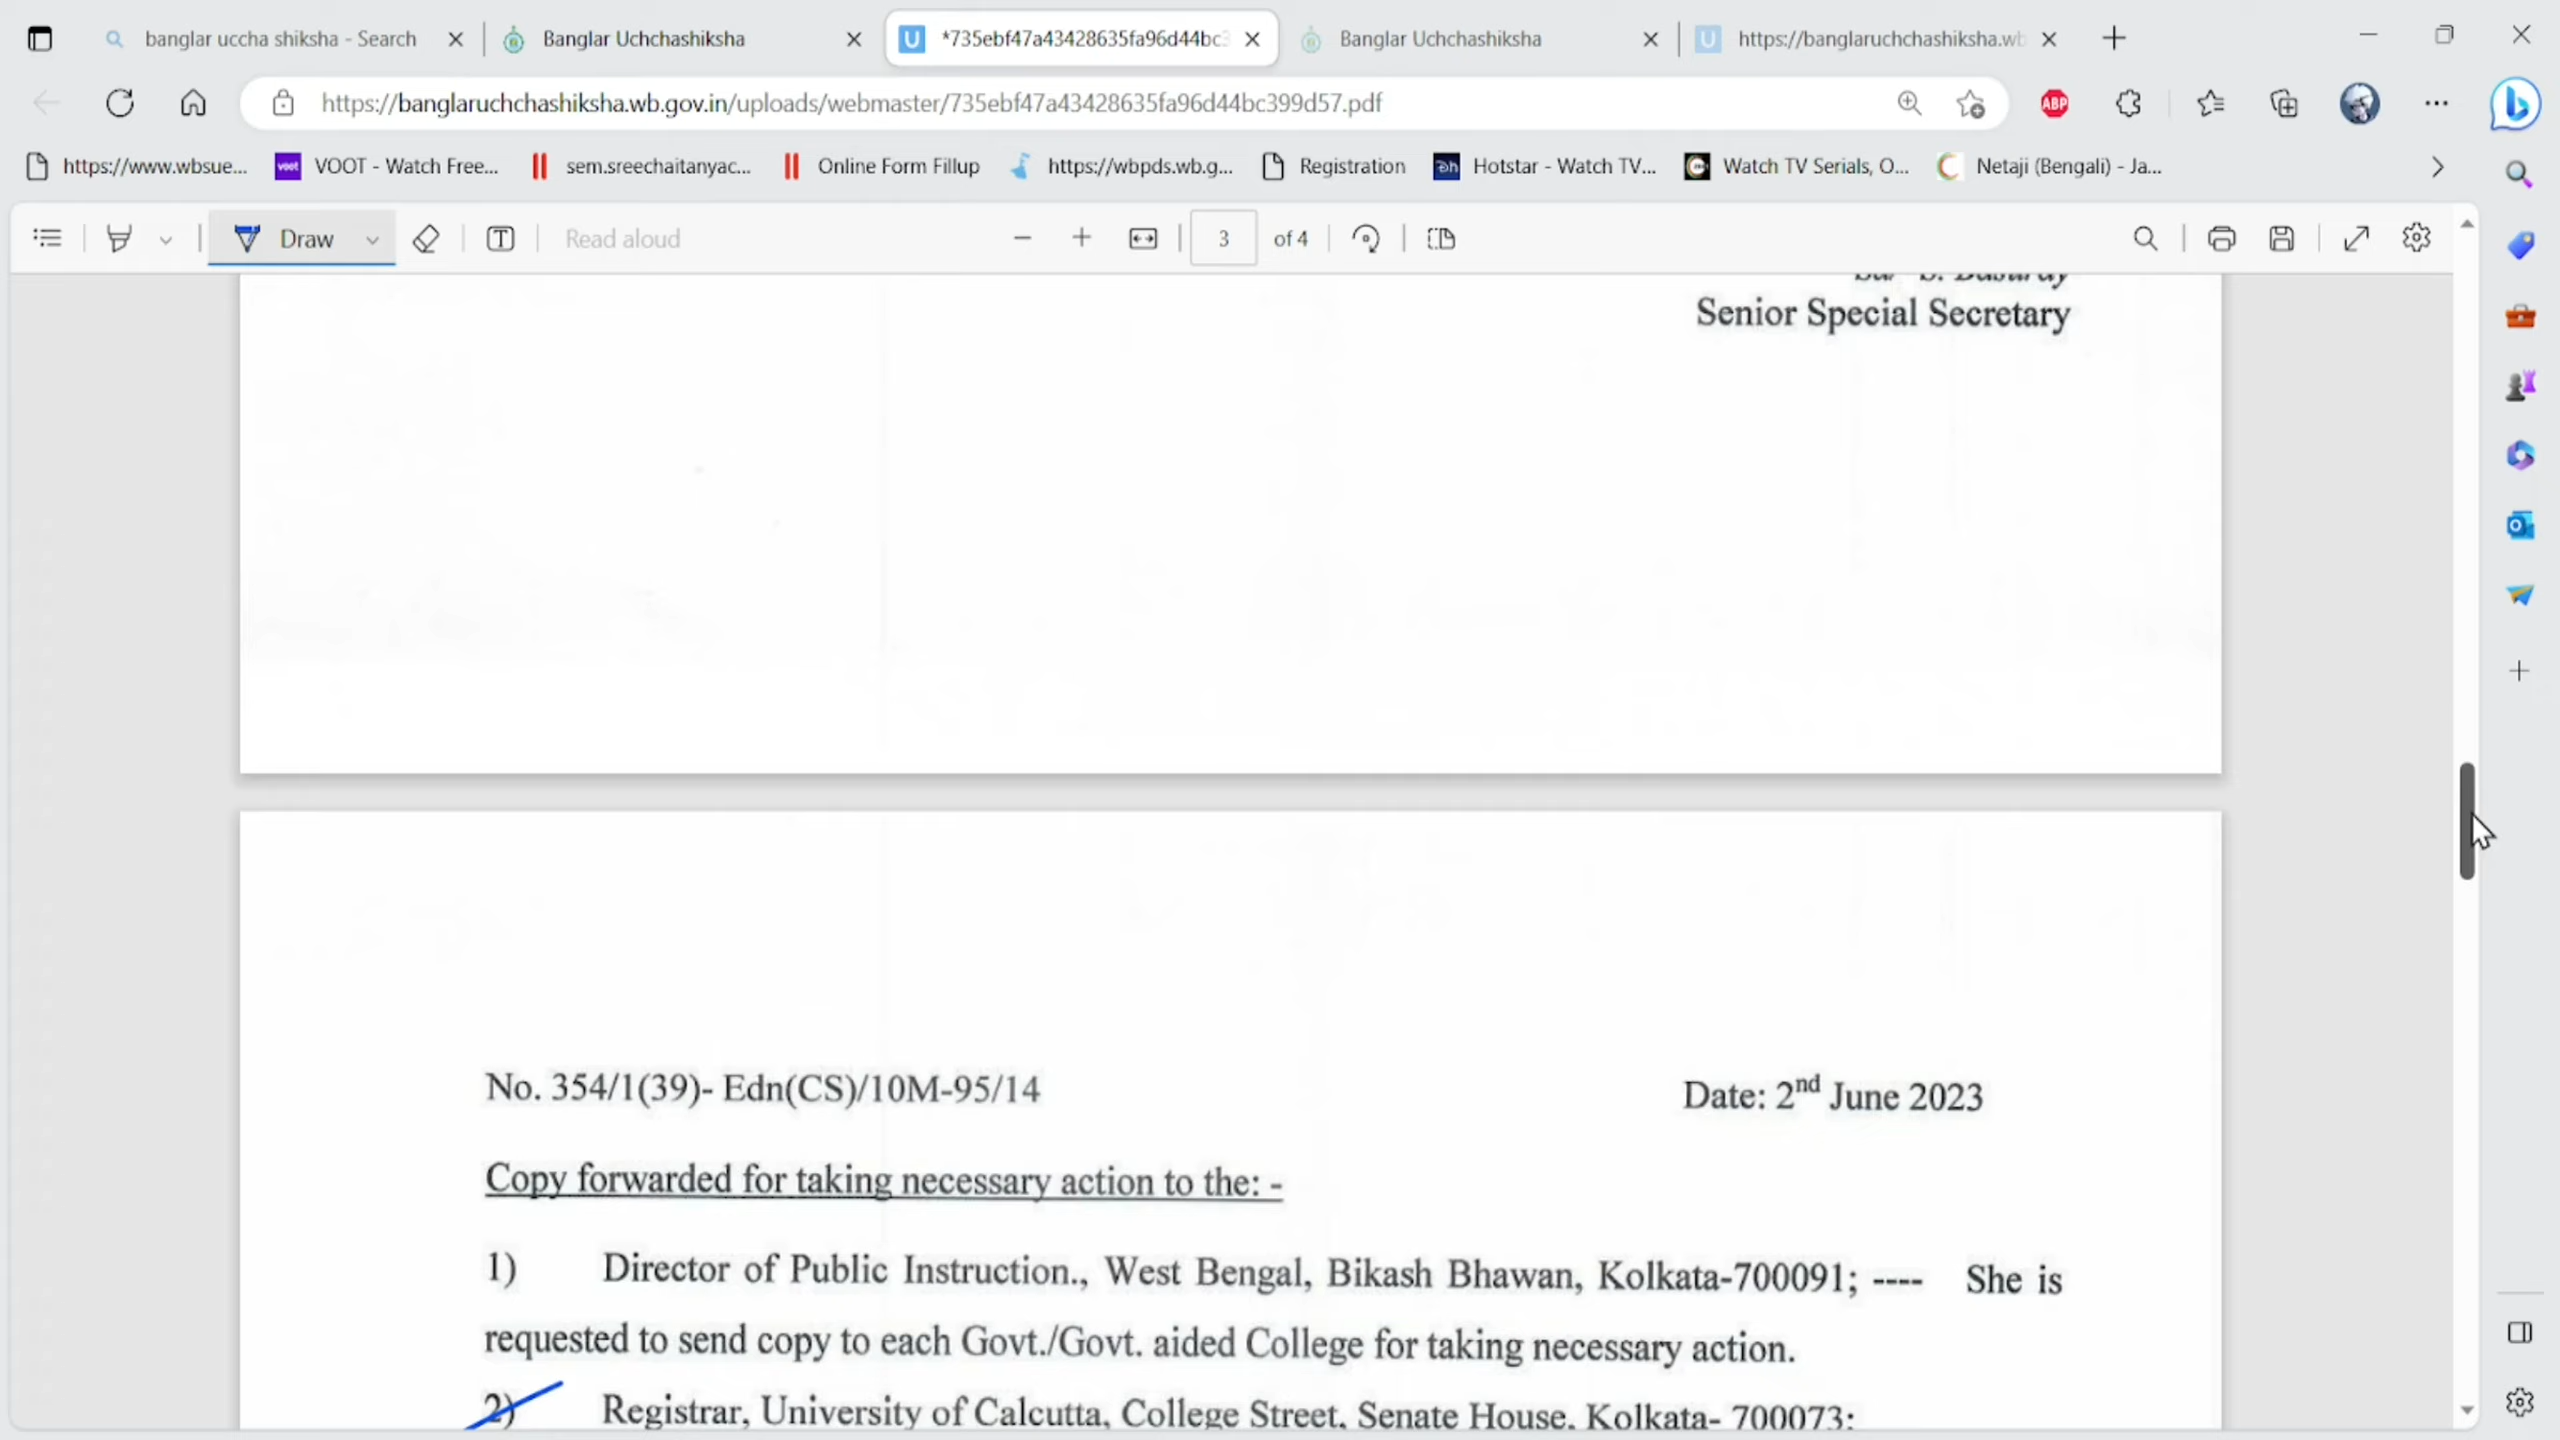 banglar uccha shiksha - Search
Banglar Uchchashiksha
*735ebf47a43428635fa96d44bc3
Banglar Uchchashiksha
https://banglaruchchashiksha.wb
https://banglaruchchashiksha.wb.gov.in/uploads/webmaster/735ebf47a43428635fa96d44bc399d57.pdf
ABP
https://www.wbsue...
VOOT - Watch Free...
sem.sreechaitanyac...
Online Form Fillup
https://wbpds.wb.g...
Registration
Hotstar - Watch TV...
Watch TV Serials, O...
Netaji (Bengali) - Ja...
Draw
Read aloud
3 of 4
Senior Special Secretary
No. 354/1(39)- Edn(CS)/10M-95/14
Date: 2nd June 2023
Copy forwarded for taking necessary action to the: -
1) Director of Public Instruction., West Bengal, Bikash Bhawan, Kolkata-700091; ---- She is
requested to send copy to each Govt./Govt. aided College for taking necessary action.
2) Registrar, University of Calcutta, College Street, Senate House, Kolkata- 700073;